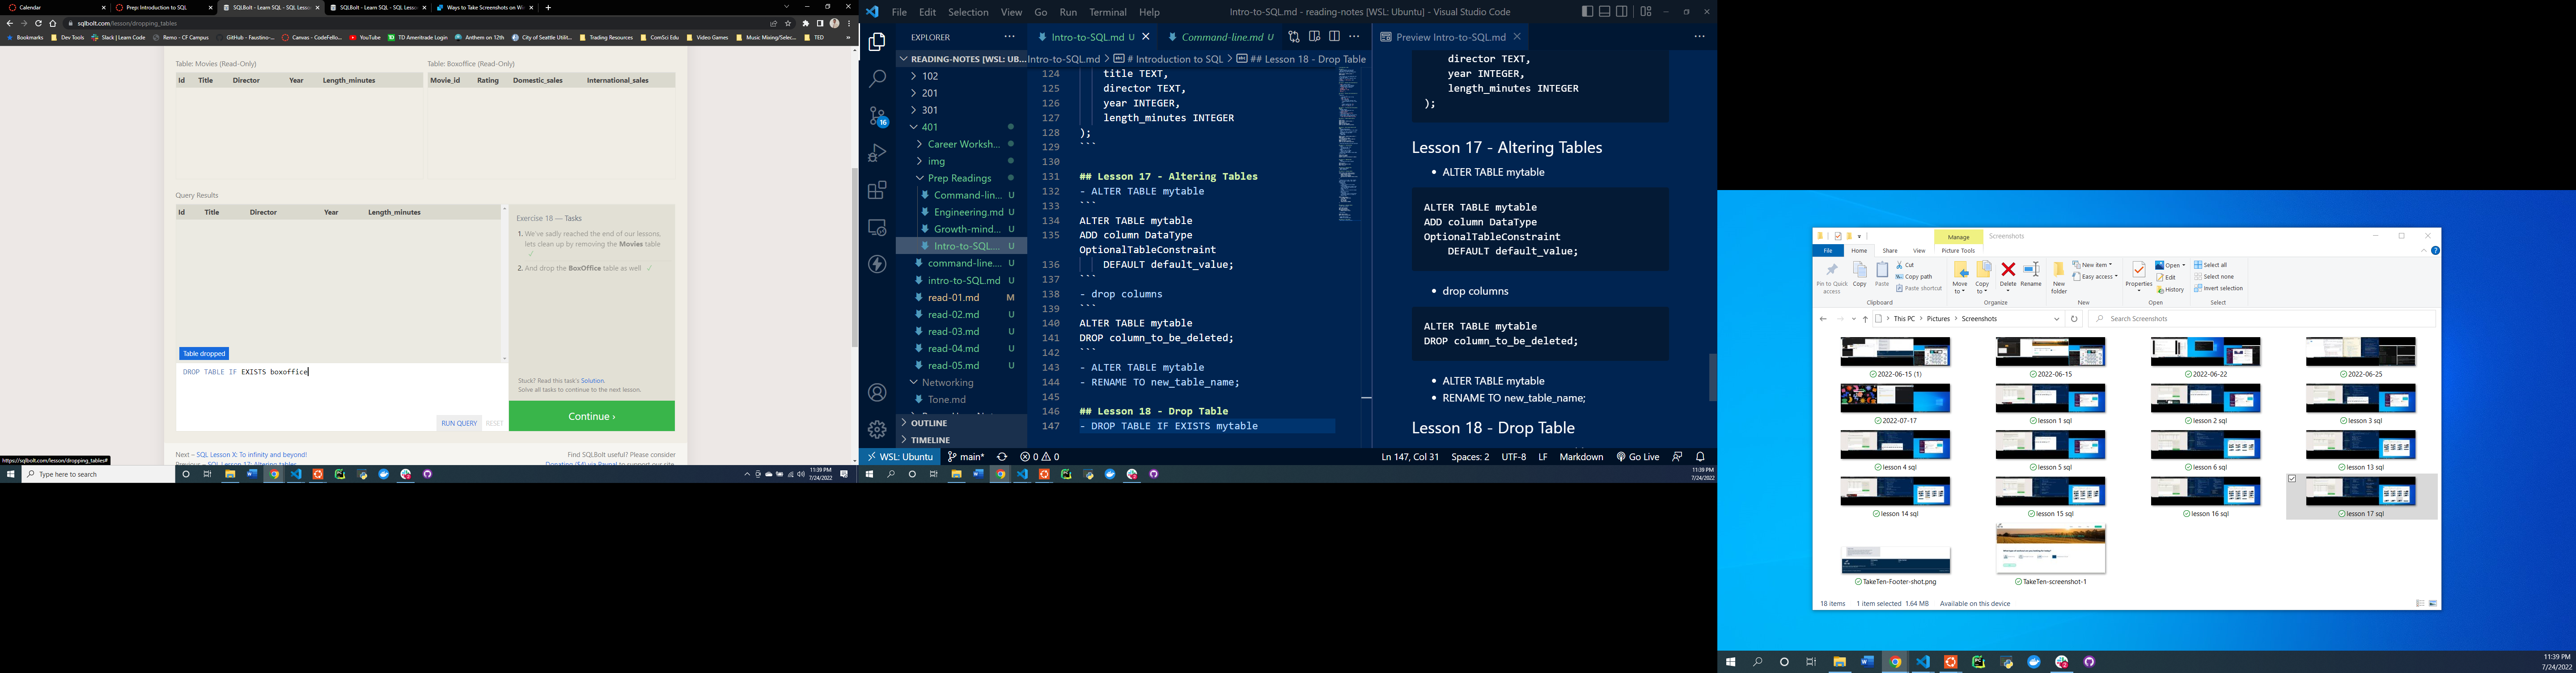 Calendar
Prep: Introduction to SQL
SQLBolt - Learn SQL - SQL Lesson
SQLBolt - Learn SQL - SQL Lesson
Ways to Take Screenshots on Wi
sqlbolt.com/lesson/dropping_tables
Bookmarks
Dev Tools
Slack | Learn Code
Remo - CF Campus
GitHub - Faustino-...
Canvas - CodeFello...
YouTube
TD Ameritrade Login
Anthem on 12th
City of Seattle Utilit...
Trading Resources
ComSci Edu
Video Games
Music Mixing/Selec...
TED
Table: Movies (Read-Only)
Table: Boxoffice (Read-Only)
Id Title Director Year Length_minutes
Movie_id Rating Domestic_sales International_sales
Query Results
Id Title Director Year Length_minutes
Exercise 18 — Tasks
1. We've sadly reached the end of our lessons,
lets clean up by removing the Movies table
✓
2. And drop the BoxOffice table as well ✓
Table dropped
DROP TABLE IF EXISTS boxoffice
Stuck? Read this task's Solution.
Solve all tasks to continue to the next lesson.
RUN QUERY RESET
Continue ›
Next – SQL Lesson X: To infinity and beyond!
Previous – SQL Lesson 17: Altering tables
Find SQLBolt useful? Please consider
Donating ($4) via Paypal to support our site.
https://sqlbolt.com/lesson/dropping_tables#
Type here to search
11:39 PM
7/24/2022
File Edit Selection View Go Run Terminal Help
Intro-to-SQL.md - reading-notes [WSL: Ubuntu] - Visual Studio Code
EXPLORER
READING-NOTES [WSL: UB...
102
201
301
401
Career Worksh...
img
Prep Readings
Command-lin... U
Engineering.md U
Growth-mind... U
Intro-to-SQL.... U
command-line.... U
intro-to-SQL.md U
read-01.md M
read-02.md U
read-03.md U
read-04.md U
read-05.md U
Networking
Tone.md
OUTLINE
TIMELINE
16
Intro-to-SQL.md U
Command-line.md U
Intro-to-SQL.md > # Introduction to SQL > ## Lesson 18 - Drop Table
124 title TEXT,
125 director TEXT,
126 year INTEGER,
127 length_minutes INTEGER
128 );
129 ```
130
131 ## Lesson 17 - Altering Tables
132 - ALTER TABLE mytable
133 ```
134 ALTER TABLE mytable
135 ADD column DataType
OptionalTableConstraint
136 DEFAULT default_value;
137 ```
138 - drop columns
139 ```
140 ALTER TABLE mytable
141 DROP column_to_be_deleted;
142 ```
143 - ALTER TABLE mytable
144 - RENAME TO new_table_name;
145
146 ## Lesson 18 - Drop Table
147 - DROP TABLE IF EXISTS mytable
Preview Intro-to-SQL.md
director TEXT,
year INTEGER,
length_minutes INTEGER
);
Lesson 17 - Altering Tables
• ALTER TABLE mytable
ALTER TABLE mytable
ADD column DataType
OptionalTableConstraint
DEFAULT default_value;
• drop columns
ALTER TABLE mytable
DROP column_to_be_deleted;
• ALTER TABLE mytable
• RENAME TO new_table_name;
Lesson 18 - Drop Table
WSL: Ubuntu main* 0 0
Ln 147, Col 31 Spaces: 2 UTF-8 LF Markdown Go Live
11:39 PM
7/24/2022
Manage
Screenshots
File Home Share View Picture Tools
Pin to Quick access
Copy
Paste
Cut
Copy path
Paste shortcut
Clipboard
Move to
Copy to
Delete
Rename
Organize
New folder
New item
Easy access
New
Properties
Open
Edit
History
Open
Select all
Select none
Invert selection
Select
This PC > Pictures > Screenshots
Search Screenshots
2022-06-15 (1)
2022-06-15
2022-06-22
2022-06-25
2022-07-17
lesson 1 sql
lesson 2 sql
lesson 3 sql
lesson 4 sql
lesson 5 sql
lesson 6 sql
lesson 13 sql
lesson 14 sql
lesson 15 sql
lesson 16 sql
lesson 17 sql
TakeTen-Footer-shot.png
TakeTen-screenshot-1
18 items 1 item selected 1.64 MB Available on this device
11:39 PM
7/24/2022